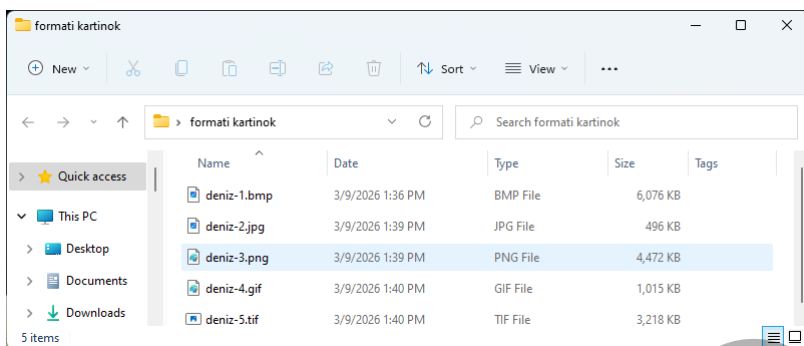 formati kartinok
New Sort View
formati kartinok Search formati kartinok
Name Date Type Size Tags
Quick access
deniz-1.bmp 3/9/2026 1:36 PM BMP File 6,076 KB
This PC
deniz-2.jpg 3/9/2026 1:39 PM JPG File 496 KB
Desktop
deniz-3.png 3/9/2026 1:39 PM PNG File 4,472 KB
Documents
deniz-4.gif 3/9/2026 1:40 PM GIF File 1,015 KB
Downloads
deniz-5.tif 3/9/2026 1:40 PM TIF File 3,218 KB
5 items